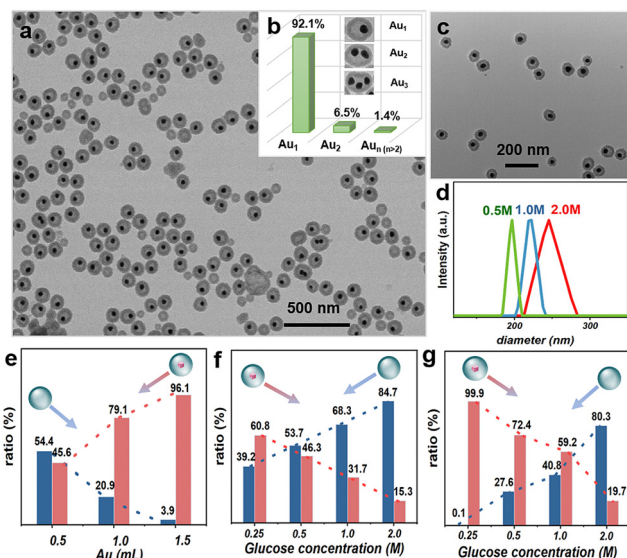 a
500 nm
b
92.1%
6.5%
1.4%
Au1
Au2
Au3
Au1
Au2
Aun (n>2)
c
200 nm
d
0.5M
1.0M
2.0M
Intensity (a.u.)
200
300
diameter (nm)
e
ratio (%)
54.4
45.6
20.9
79.1
3.9
96.1
0.5
1.0
1.5
Au (mL)
f
ratio (%)
39.2
60.8
53.7
46.3
68.3
31.7
84.7
15.3
0.25
0.5
1.0
2.0
Glucose concentration (M)
g
ratio (%)
0.1
99.9
27.6
72.4
40.8
59.2
80.3
19.7
0.25
0.5
1.0
2.0
Glucose concentration (M)